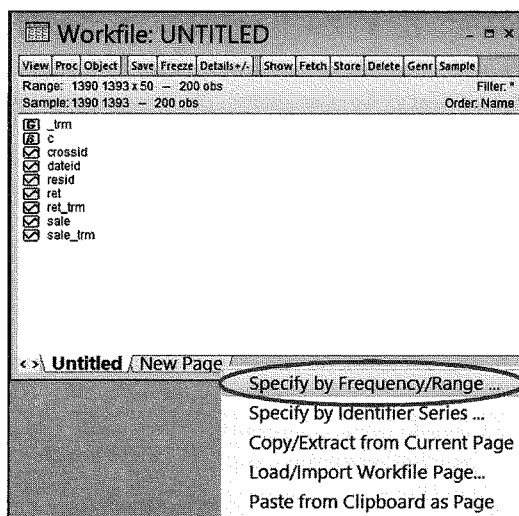 Workfile: UNTITLED
View Proc Object Save Freeze Details+/- Show Fetch Store Delete Genr Sample
Range: 1390 1393 x 50 – 200 obs Filter: *
Sample: 1390 1393 – 200 obs Order: Name
_trm
c
crossid
dateid
resid
ret
ret_trm
sale
sale_trm
Untitled New Page
Specify by Frequency/Range ...
Specify by Identifier Series ...
Copy/Extract from Current Page
Load/Import Workfile Page...
Paste from Clipboard as Page